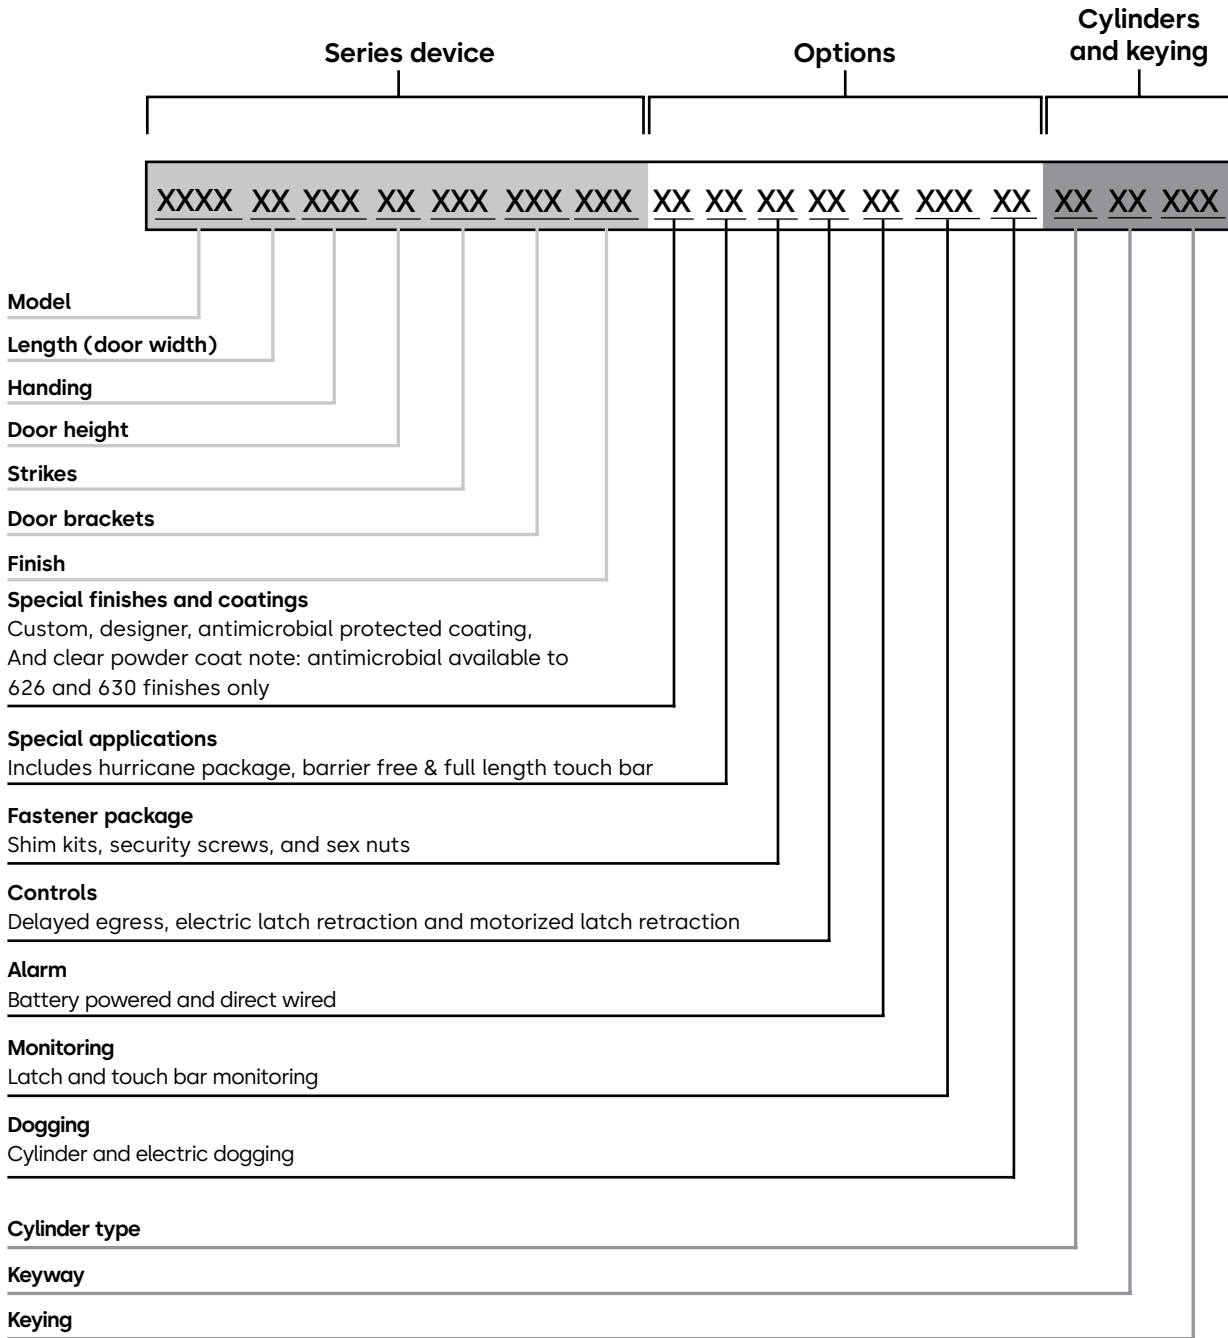 Cylinders
and keying
Series device
Options
XXXX XX XXX XX XXX XXX XXX XX XX XX XX XX XXX XX XX XX XXX
Model
Length (door width)
Handing
Door height
Strikes
Door brackets
Finish
Special finishes and coatings
Custom, designer, antimicrobial protected coating,
And clear powder coat note: antimicrobial available to
626 and 630 finishes only
Special applications
Includes hurricane package, barrier free & full length touch bar
Fastener package
Shim kits, security screws, and sex nuts
Controls
Delayed egress, electric latch retraction and motorized latch retraction
Alarm
Battery powered and direct wired
Monitoring
Latch and touch bar monitoring
Dogging
Cylinder and electric dogging
Cylinder type
Keyway
Keying